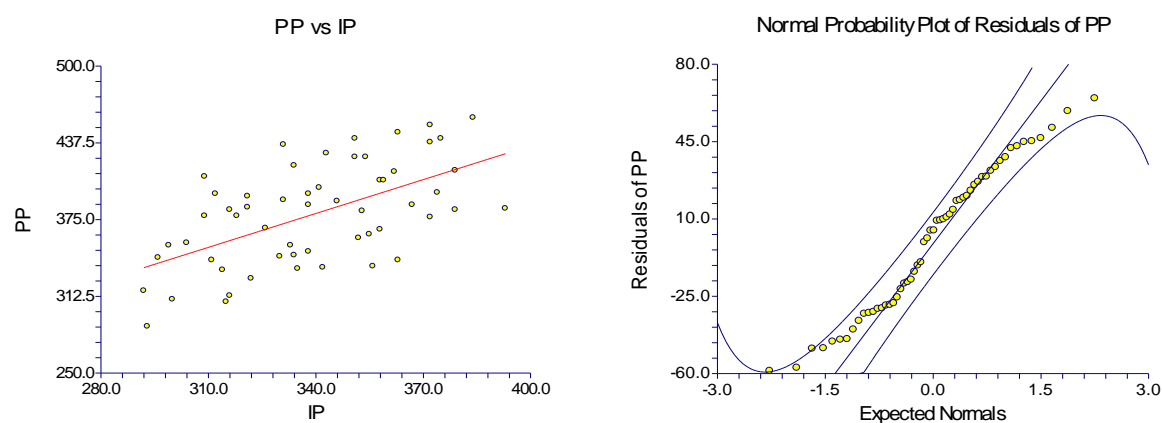 PP vs IP
500.0
437.5
375.0
312.5
250.0
PP
280.0 310.0 340.0 370.0 400.0
IP
Normal Probability Plot of Residuals of PP
80.0
45.0
10.0
-25.0
-60.0
Residuals of PP
-3.0 -1.5 0.0 1.5 3.0
Expected Normals